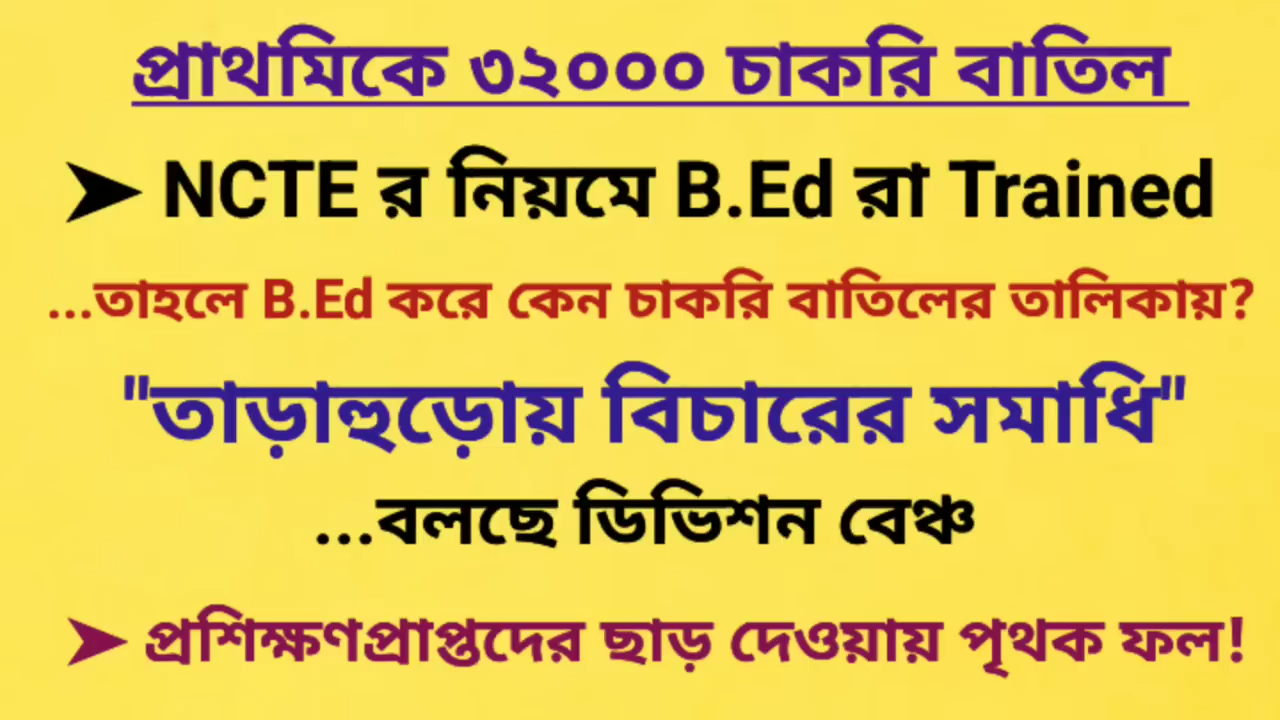 প্রাথমিকে ৩২০০০ চাকরি বাতিল
➤ NCTE র নিয়মে B.Ed রা Trained
...তাহলে B.Ed করে কেন চাকরি বাতিলের তালিকায়?
"তাড়াহুড়োয় বিচারের সমাধি"
...বলছে ডিভিশন বেঞ্চ
➤ প্রশিক্ষণপ্রাপ্তদের ছাড় দেওয়ায় পৃথক ফল!